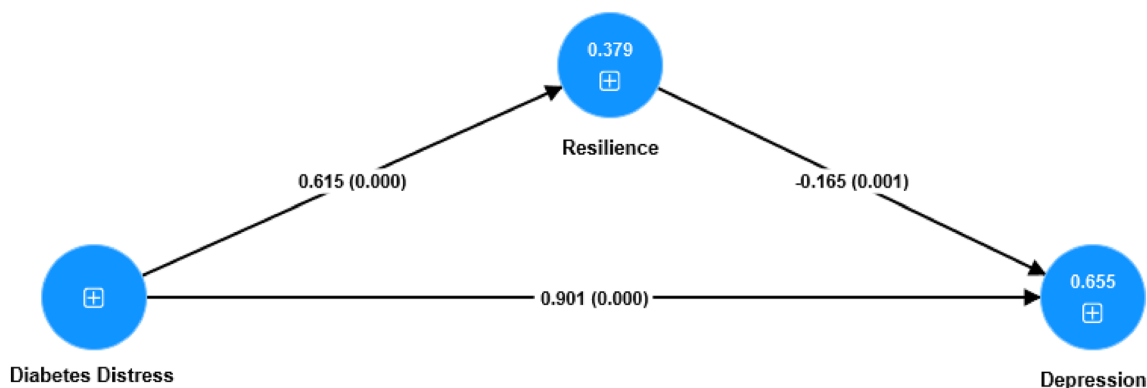 0.379
Resilience
0.615 (0.000)
-0.165 (0.001)
0.901 (0.000)
0.655
Diabetes Distress
Depression